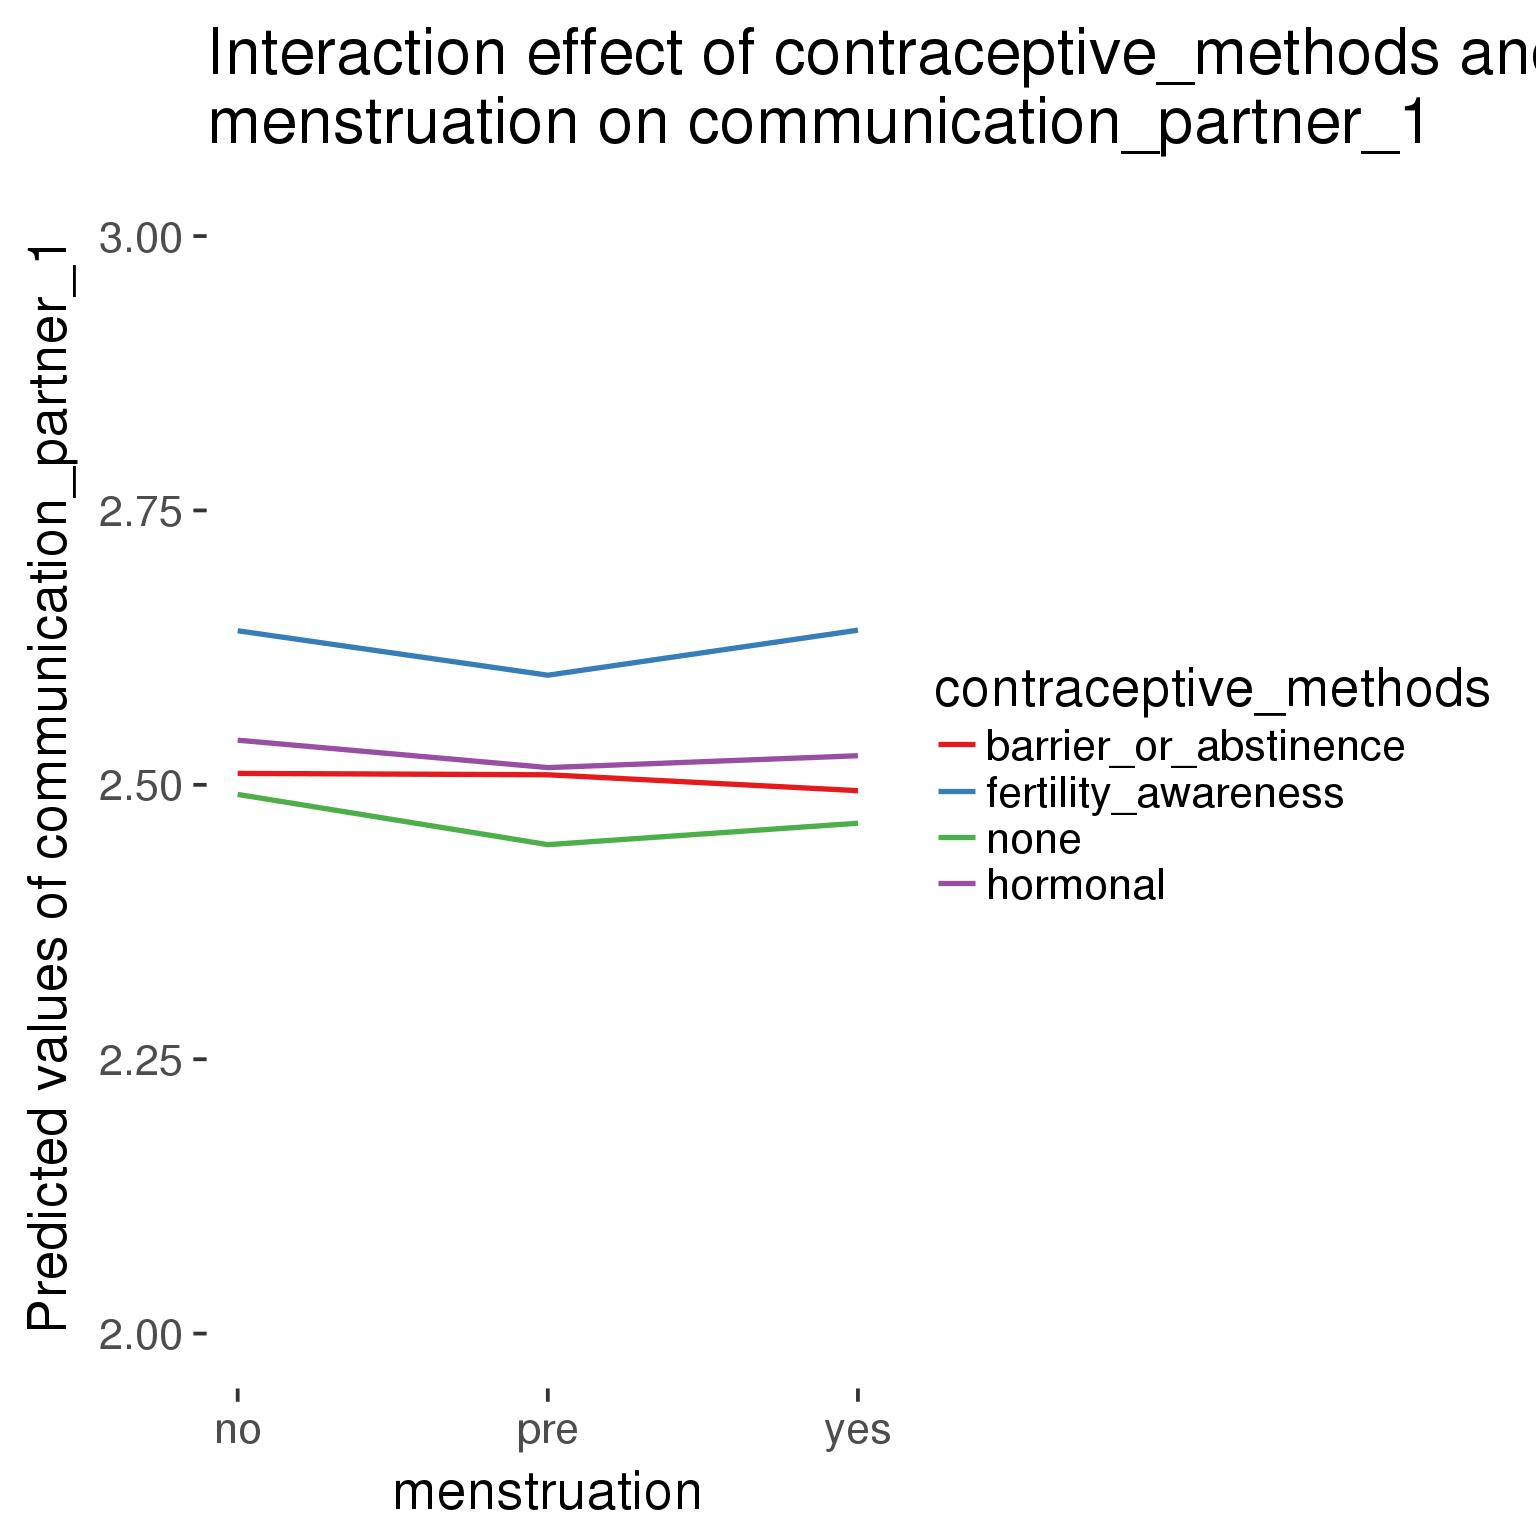 Interaction effect of contraceptive_methods an
menstruation on communication_partner_1
Predicted values of communication_partner_1
3.00
2.75
2.50
2.25
2.00
no pre yes
menstruation
contraceptive_methods
barrier_or_abstinence
fertility_awareness
none
hormonal